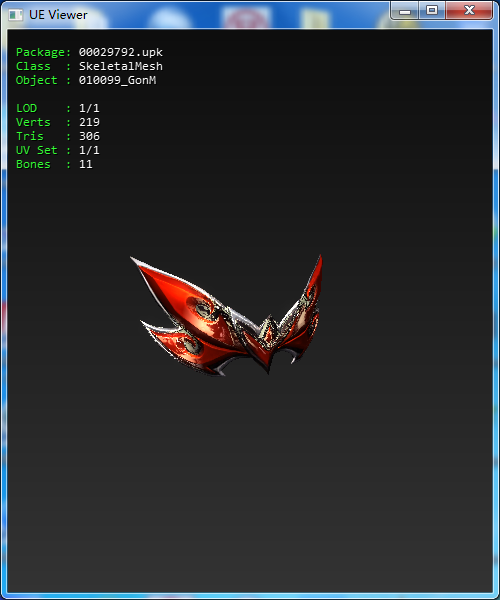 UE Viewer
Package: 00029792.upk
Class : SkeletalMesh
Object : 010099_GonM
LOD : 1/1
Verts : 219
Tris : 306
UV Set : 1/1
Bones : 11